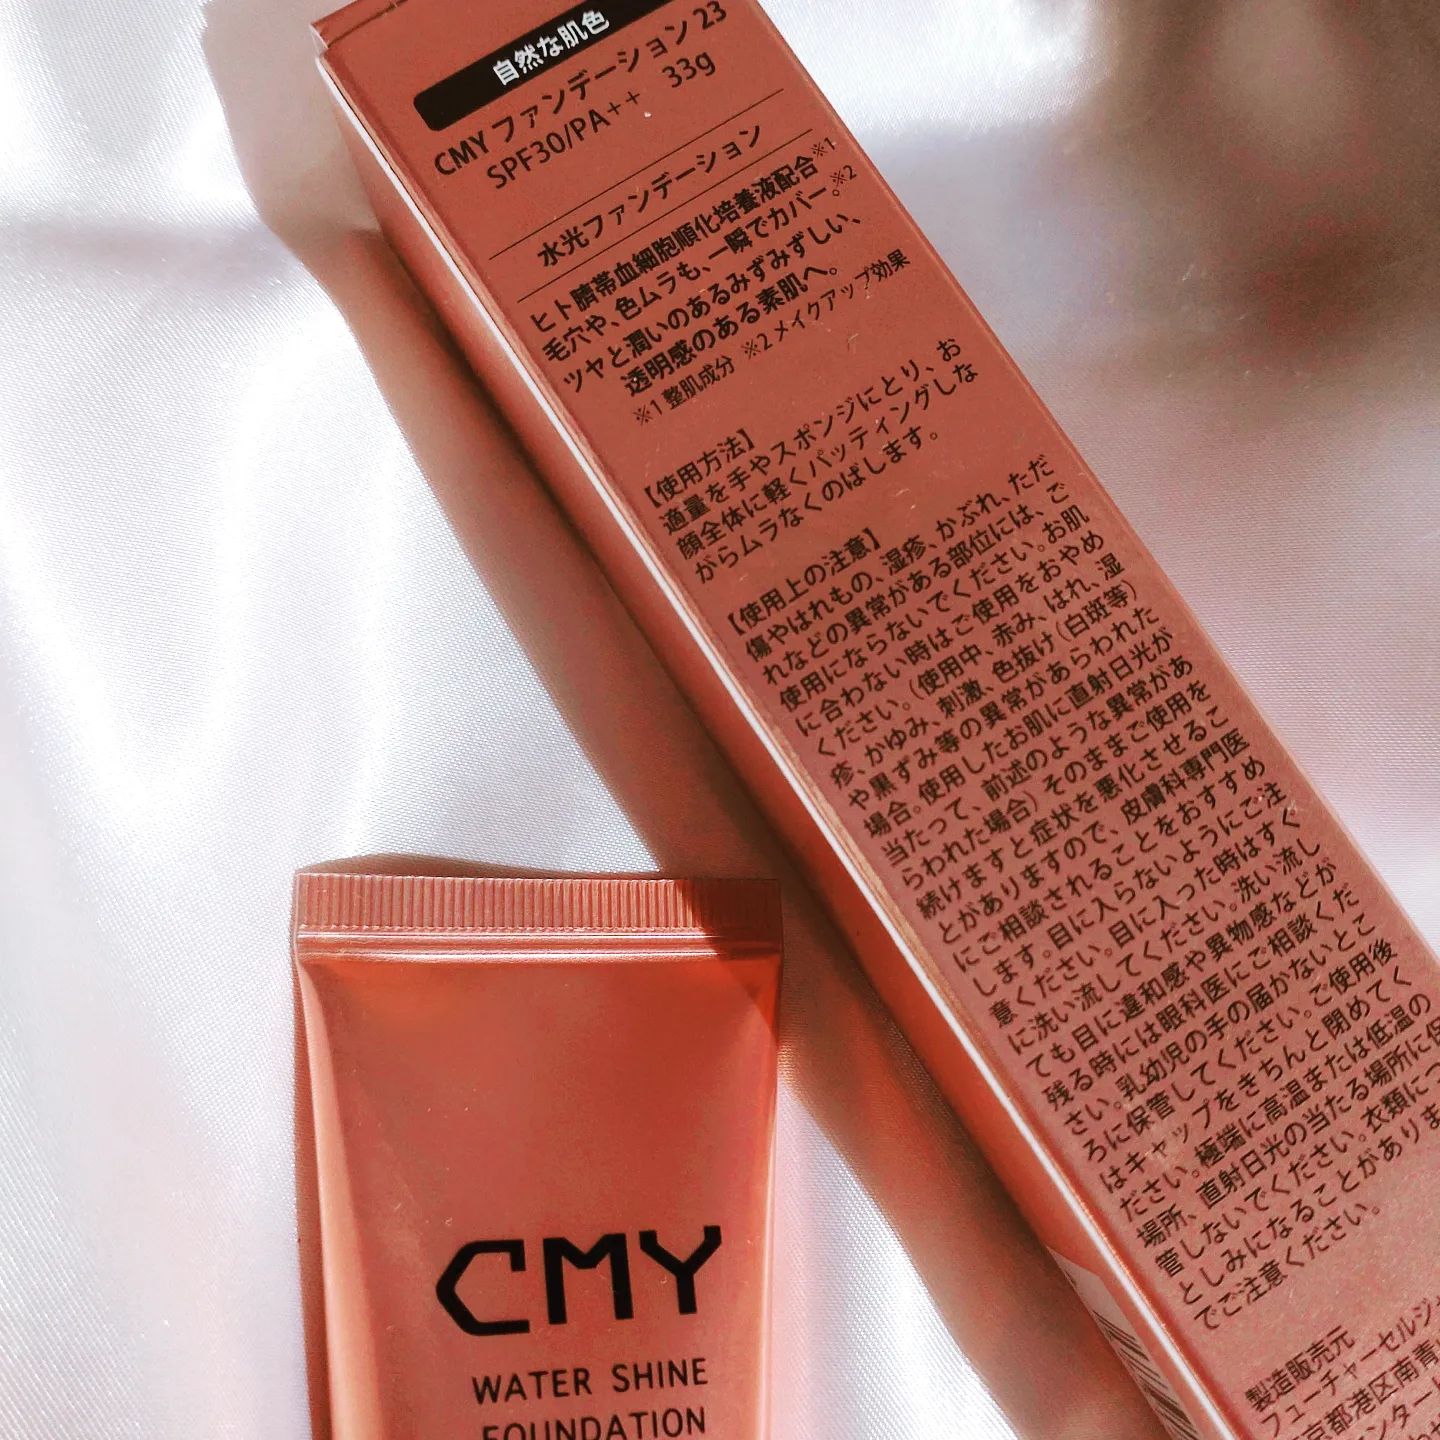 自然な肌色
CMY ファンデーション 23
SPF30/PA++ 33g
水光ファンデーション
ヒト臍帯血細胞順化培養液配合※1
毛穴や、色ムラも、一瞬でカバー。※2
ツヤと潤いのあるみずみずしい、
透明感のある素肌へ。
※1 整肌成分 ※2 メイクアップ効果
【使用方法】
適量を手やスポンジにとり、お
顔全体に軽くパッティングしな
がらムラなくのばします。
【使用上の注意】
傷やはれもの、湿疹、かぶれ、ただ
れなどの異常がある部位には、ご
使用にならないでください。お肌
に合わない時はご使用をおやめ
ください。（使用中、赤み、はれ、湿
疹、かゆみ、刺激、色抜け（白斑等）
や黒ずみ等の異常があらわれた
場合。使用したお肌に直射日光が
当たって、前述のような異常があ
らわれた場合）そのままご使用を
続けますと症状を悪化させるこ
とがありますので、皮膚科専門医
にご相談されることをおすすめ
します。目に入らないようにご注
意ください。目に入った時はすぐ
に洗い流してください。洗い流し
ても目に違和感や異物感などが
残る時には眼科医にご相談くだ
さい。乳幼児の手の届かないとこ
ろに保管してください。ご使用後
はキャップをきちんと閉めてく
ださい。極端に高温または低温の
場所、直射日光の当たる場所に保
管しないでください。衣類につ
としみになることがありま
でご注意ください。
製造販売元
フューチャーセルジャ
京都港区南青山
ンタート
CMY
WATER SHINE
FOUNDATION